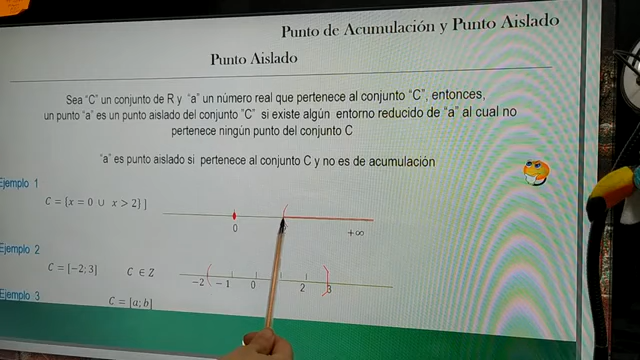 Punto de Acumulación y Punto Aislado
Punto Aislado
Sea "C" un conjunto de R y "a" un número real que pertenece al conjunto "C", entonces,
un punto "a" es un punto aislado del conjunto "C" si existe algún entorno reducido de "a" al cual no
pertenece ningún punto del conjunto C
"a" es punto aislado si pertenece al conjunto C y no es de acumulación
Ejemplo 1
C = {x = 0 ∪ x > 2}]
0
+∞
Ejemplo 2
C = [−2; 3] C ∈ Z
−2 −1 0 2 3
Ejemplo 3
C = [a; b]